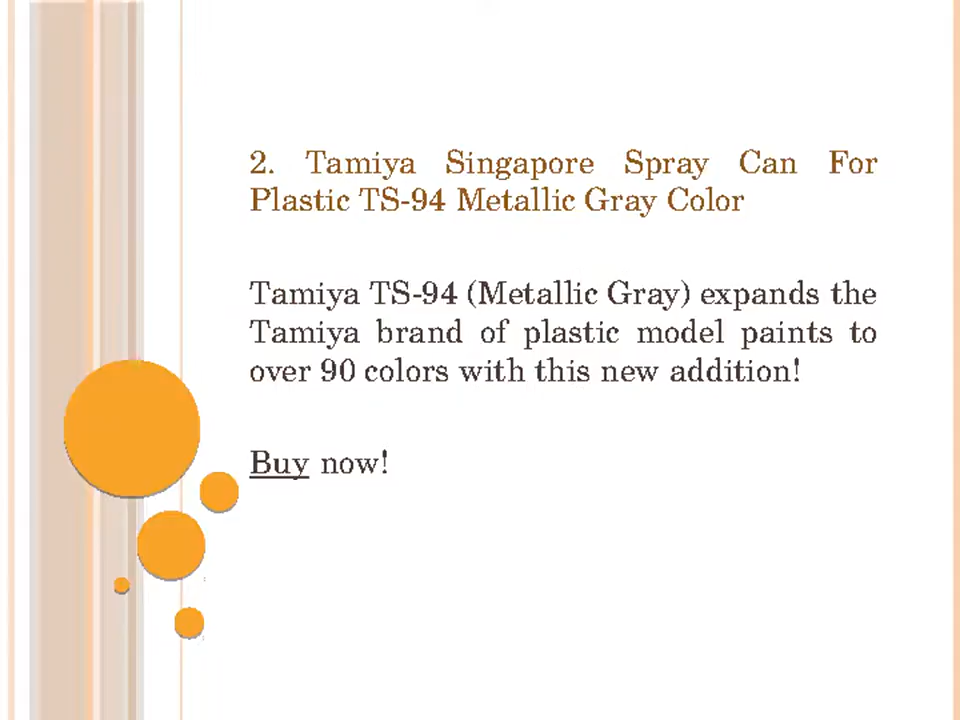 2. Tamiya Singapore Spray Can For
Plastic TS-94 Metallic Gray Color
Tamiya TS-94 (Metallic Gray) expands the
Tamiya brand of plastic model paints to
over 90 colors with this new addition!
Buy now!